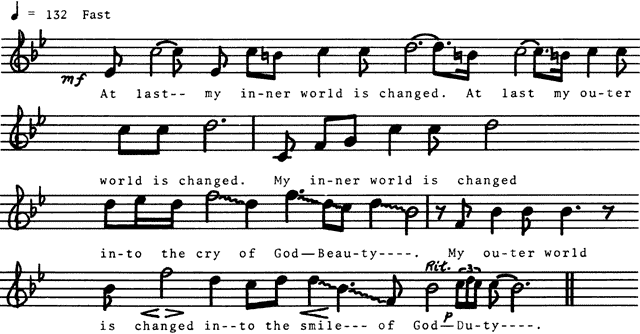 = 132 Fast
mf
At last-- my in-ner world is changed. At last my ou-ter
world is changed. My in-ner world is changed
in-to the cry of God—Beau-ty----. My ou-ter world
Rit. 3
is changed in--to the smile--- of God—Du-ty----.
p